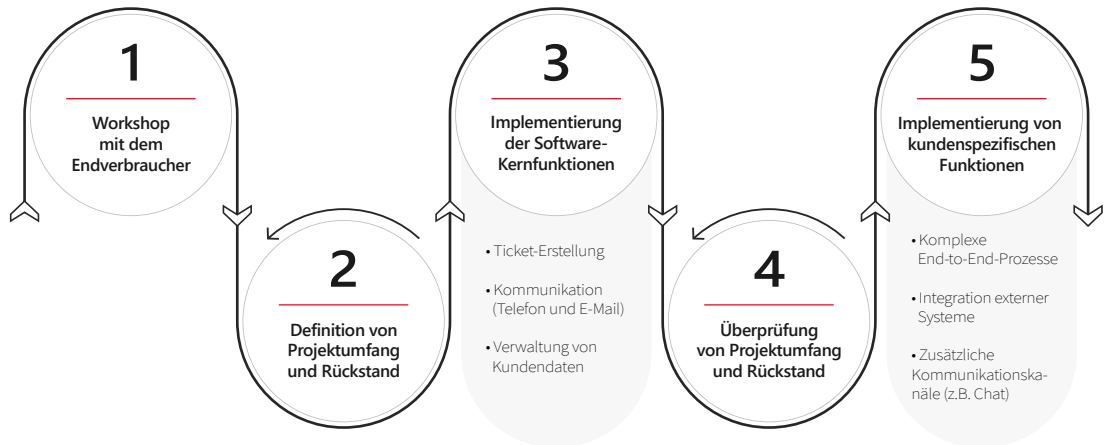 1
Workshop
mit dem
Endverbraucher
2
Definition von
Projektumfang
und Rückstand
3
Implementierung
der Software-
Kernfunktionen
• Ticket-Erstellung
• Kommunikation
(Telefon und E-Mail)
• Verwaltung von
Kundendaten
4
Überprüfung
von Projektumfang
und Rückstand
5
Implementierung von
kundenspezifischen
Funktionen
• Komplexe
End-to-End-Prozesse
• Integration externer
Systeme
• Zusätzliche
Kommunikationska-
näle (z.B. Chat)